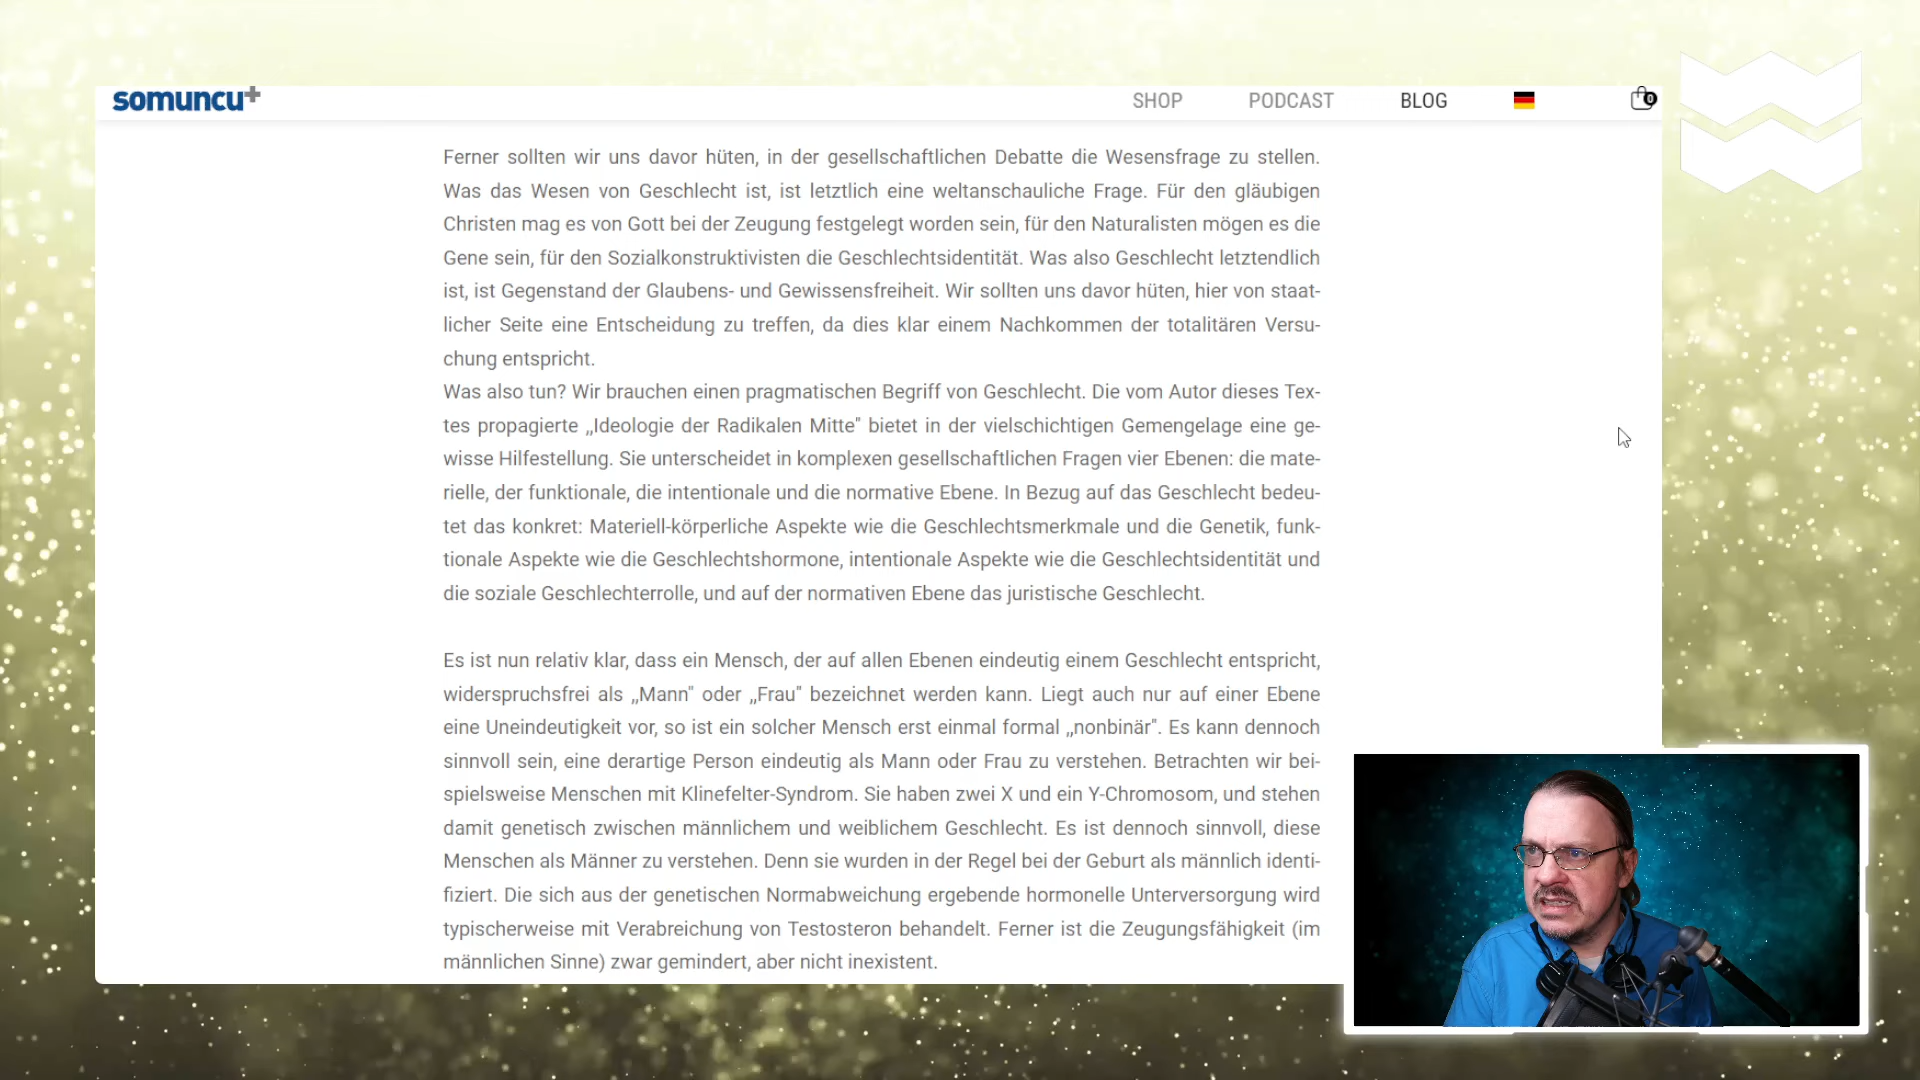 somuncu+
SHOP PODCAST BLOG 0
Ferner sollten wir uns davor hüten, in der gesellschaftlichen Debatte die Wesensfrage zu stellen.
Was das Wesen von Geschlecht ist, ist letztlich eine weltanschauliche Frage. Für den gläubigen
Christen mag es von Gott bei der Zeugung festgelegt worden sein, für den Naturalisten mögen es die
Gene sein, für den Sozialkonstruktivisten die Geschlechtsidentität. Was also Geschlecht letztendlich
ist, ist Gegenstand der Glaubens- und Gewissensfreiheit. Wir sollten uns davor hüten, hier von staat-
licher Seite eine Entscheidung zu treffen, da dies klar einem Nachkommen der totalitären Versu-
chung entspricht.
Was also tun? Wir brauchen einen pragmatischen Begriff von Geschlecht. Die vom Autor dieses Tex-
tes propagierte „Ideologie der Radikalen Mitte" bietet in der vielschichtigen Gemengelage eine ge-
wisse Hilfestellung. Sie unterscheidet in komplexen gesellschaftlichen Fragen vier Ebenen: die mate-
rielle, der funktionale, die intentionale und die normative Ebene. In Bezug auf das Geschlecht bedeu-
tet das konkret: Materiell-körperliche Aspekte wie die Geschlechtsmerkmale und die Genetik, funk-
tionale Aspekte wie die Geschlechtshormone, intentionale Aspekte wie die Geschlechtsidentität und
die soziale Geschlechterrolle, und auf der normativen Ebene das juristische Geschlecht.
Es ist nun relativ klar, dass ein Mensch, der auf allen Ebenen eindeutig einem Geschlecht entspricht,
widerspruchsfrei als „Mann" oder „Frau" bezeichnet werden kann. Liegt auch nur auf einer Ebene
eine Uneindeutigkeit vor, so ist ein solcher Mensch erst einmal formal „nonbinär". Es kann dennoch
sinnvoll sein, eine derartige Person eindeutig als Mann oder Frau zu verstehen. Betrachten wir bei-
spielsweise Menschen mit Klinefelter-Syndrom. Sie haben zwei X und ein Y-Chromosom, und stehen
damit genetisch zwischen männlichem und weiblichem Geschlecht. Es ist dennoch sinnvoll, diese
Menschen als Männer zu verstehen. Denn sie wurden in der Regel bei der Geburt als männlich identi-
fiziert. Die sich aus der genetischen Normabweichung ergebende hormonelle Unterversorgung wird
typischerweise mit Verabreichung von Testosteron behandelt. Ferner ist die Zeugungsfähigkeit (im
männlichen Sinne) zwar gemindert, aber nicht inexistent.